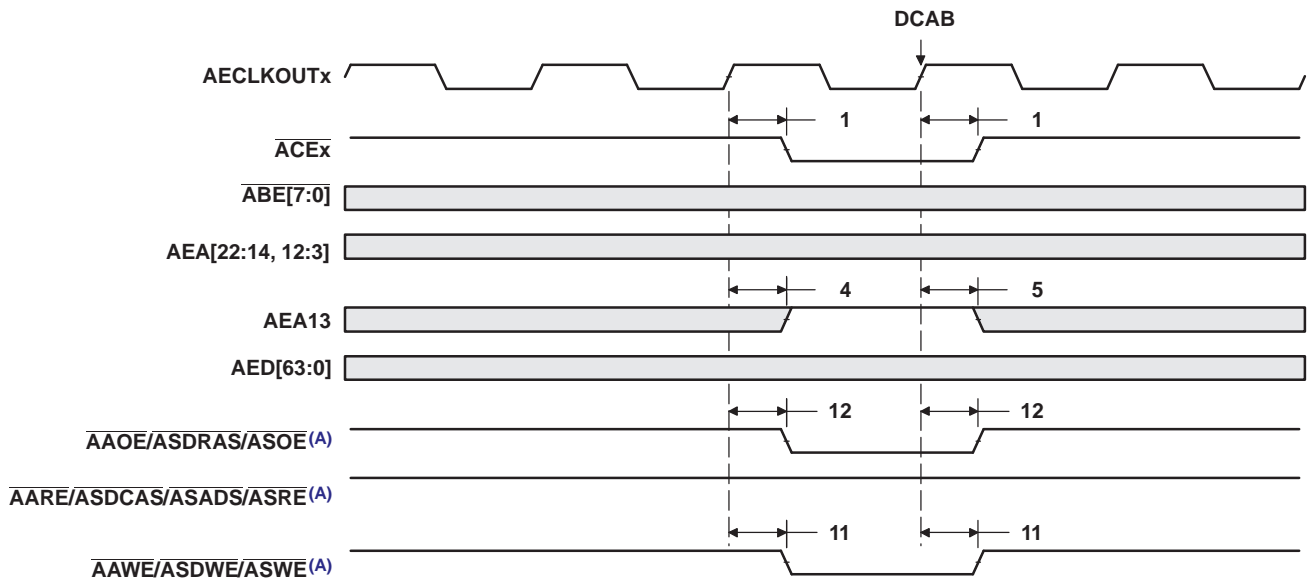 DCAB
AECLKOUTx
1 1
ACEx
ABE[7:0]
AEA[22:14, 12:3]
4 5
AEA13
AED[63:0]
12 12
AAOE/ASDRAS/ASOE(A)
AARE/ASDCAS/ASADS/ASRE(A)
11 11
AAWE/ASDWE/ASWE(A)